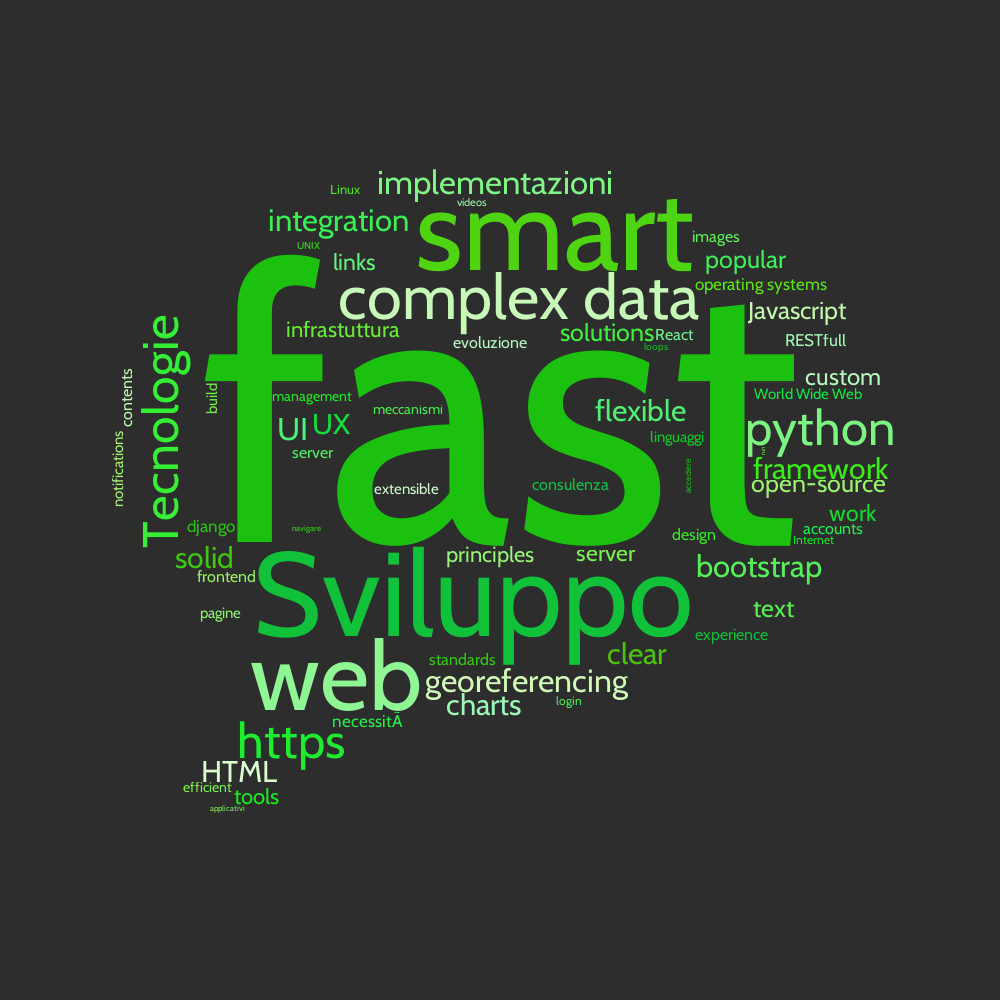 implementazioni
Linux
videos
smart
integration
images
UNIX
links
popular
complex data
operating systems
Javascript
infrastuttura
solutions
React
RESTfull
evoluzione
loops
fast
Tecnologie
contents
build
custom
management
World Wide Web
meccanismi
flexible
UI
UX
python
linguaggi
server
run
notifications
framework
accedere
extensible
consulenza
open-source
work
django
navigare
accounts
design
Internet
solid
principles
server
bootstrap
frontend
Sviluppo
pagine
text
experience
web
standards
clear
georeferencing
charts
login
necessitÃ
https
HTML
efficient
tools
applicativi